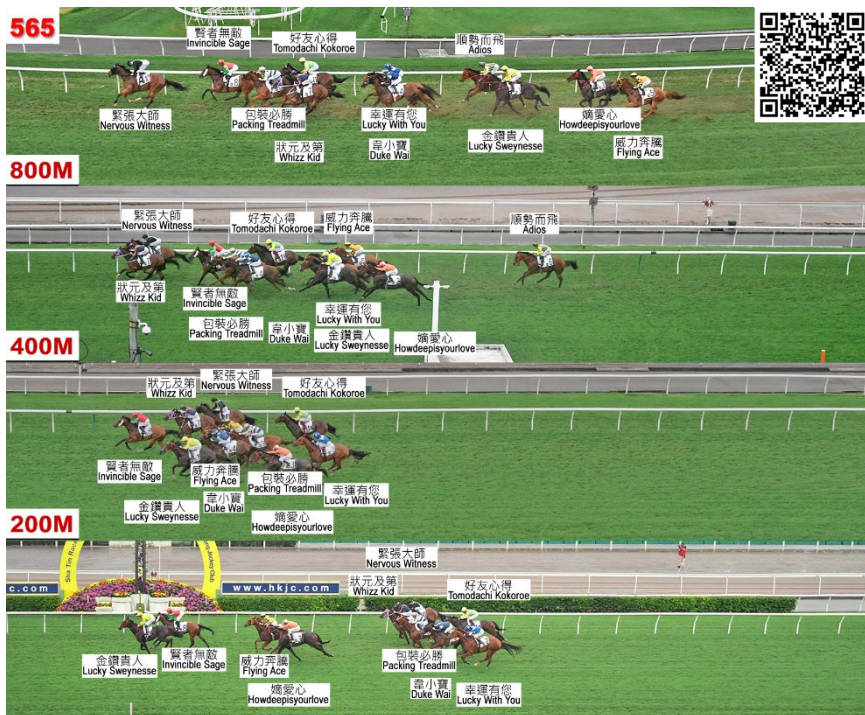 565
賢者無敵
Invincible Sage
好友心得
Tomodachi Kokoroe
順勢而飛
Adios
緊張大師
Nervous Witness
包裝必勝
Packing Treadmill
幸運有您
Lucky With You
金鑽貴人
Lucky Sweynesse
嫡愛心
Howdeepisyourlove
狀元及第
Whizz Kid
韋小寶
Duke Wai
威力奔騰
Flying Ace
800M
緊張大師
Nervous Witness
好友心得
Tomodachi Kokoroe
威力奔騰
Flying Ace
順勢而飛
Adios
狀元及第
Whizz Kid
賢者無敵
Invincible Sage
幸運有您
Lucky With You
包裝必勝
Packing Treadmill
韋小寶
Duke Wai
金鑽貴人
Lucky Sweynesse
嫡愛心
Howdeepisyourlove
400M
狀元及第
Whizz Kid
緊張大師
Nervous Witness
好友心得
Tomodachi Kokoroe
賢者無敵
Invincible Sage
威力奔騰
Flying Ace
包裝必勝
Packing Treadmill
幸運有您
Lucky With You
金鑽貴人
Lucky Sweynesse
韋小寶
Duke Wai
嫡愛心
Howdeepisyourlove
200M
緊張大師
Nervous Witness
狀元及第
Whizz Kid
好友心得
Tomodachi Kokoroe
Sha Tin
c.com
www.hkjc.com
金鑽貴人
Lucky Sweynesse
賢者無敵
Invincible Sage
威力奔騰
Flying Ace
包裝必勝
Packing Treadmill
嫡愛心
Howdeepisyourlove
韋小寶
Duke Wai
幸運有您
Lucky With You